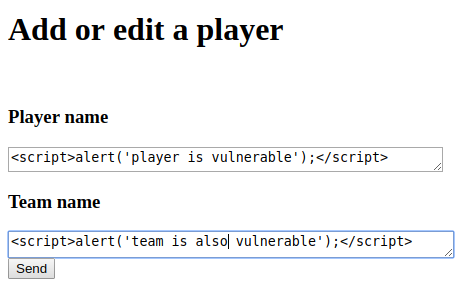 Add or edit a player
Player name
<script>alert('player is vulnerable');</script>
Team name
<script>alert('team is also vulnerable');</script>
Send